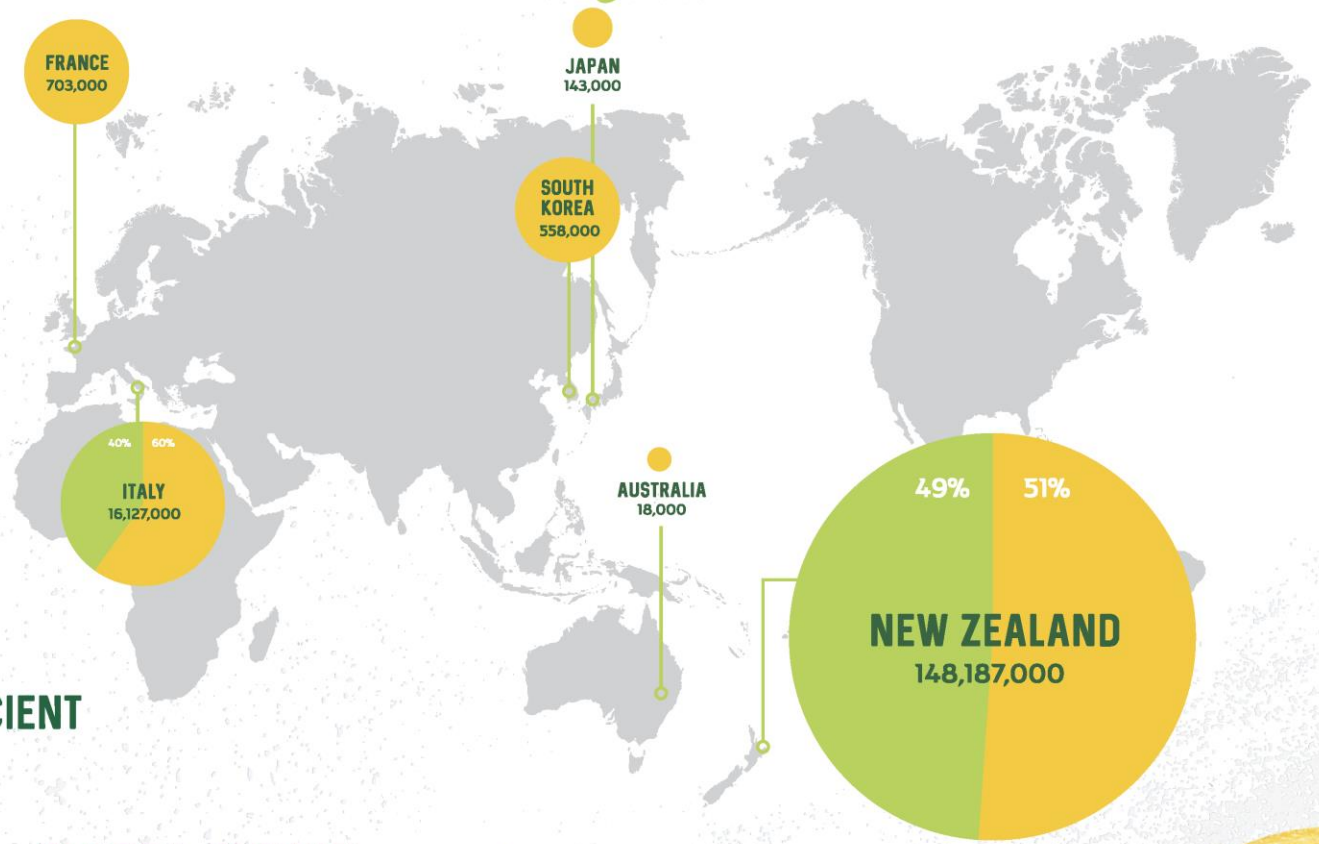 FRANCE
703,000
JAPAN
143,000
SOUTH
KOREA
558,000
40% 60%
ITALY
16,127,000
AUSTRALIA
18,000
49% 51%
NEW ZEALAND
148,187,000